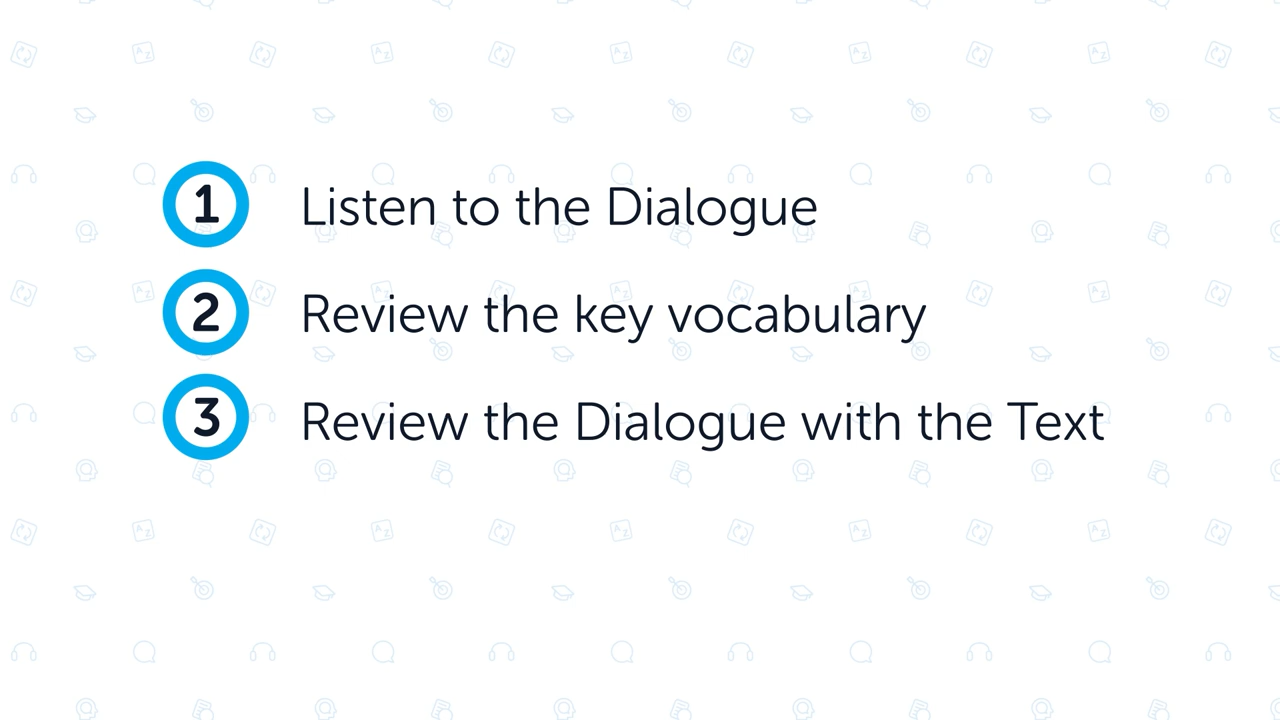 1 Listen to the Dialogue
2 Review the key vocabulary
3 Review the Dialogue with the Text